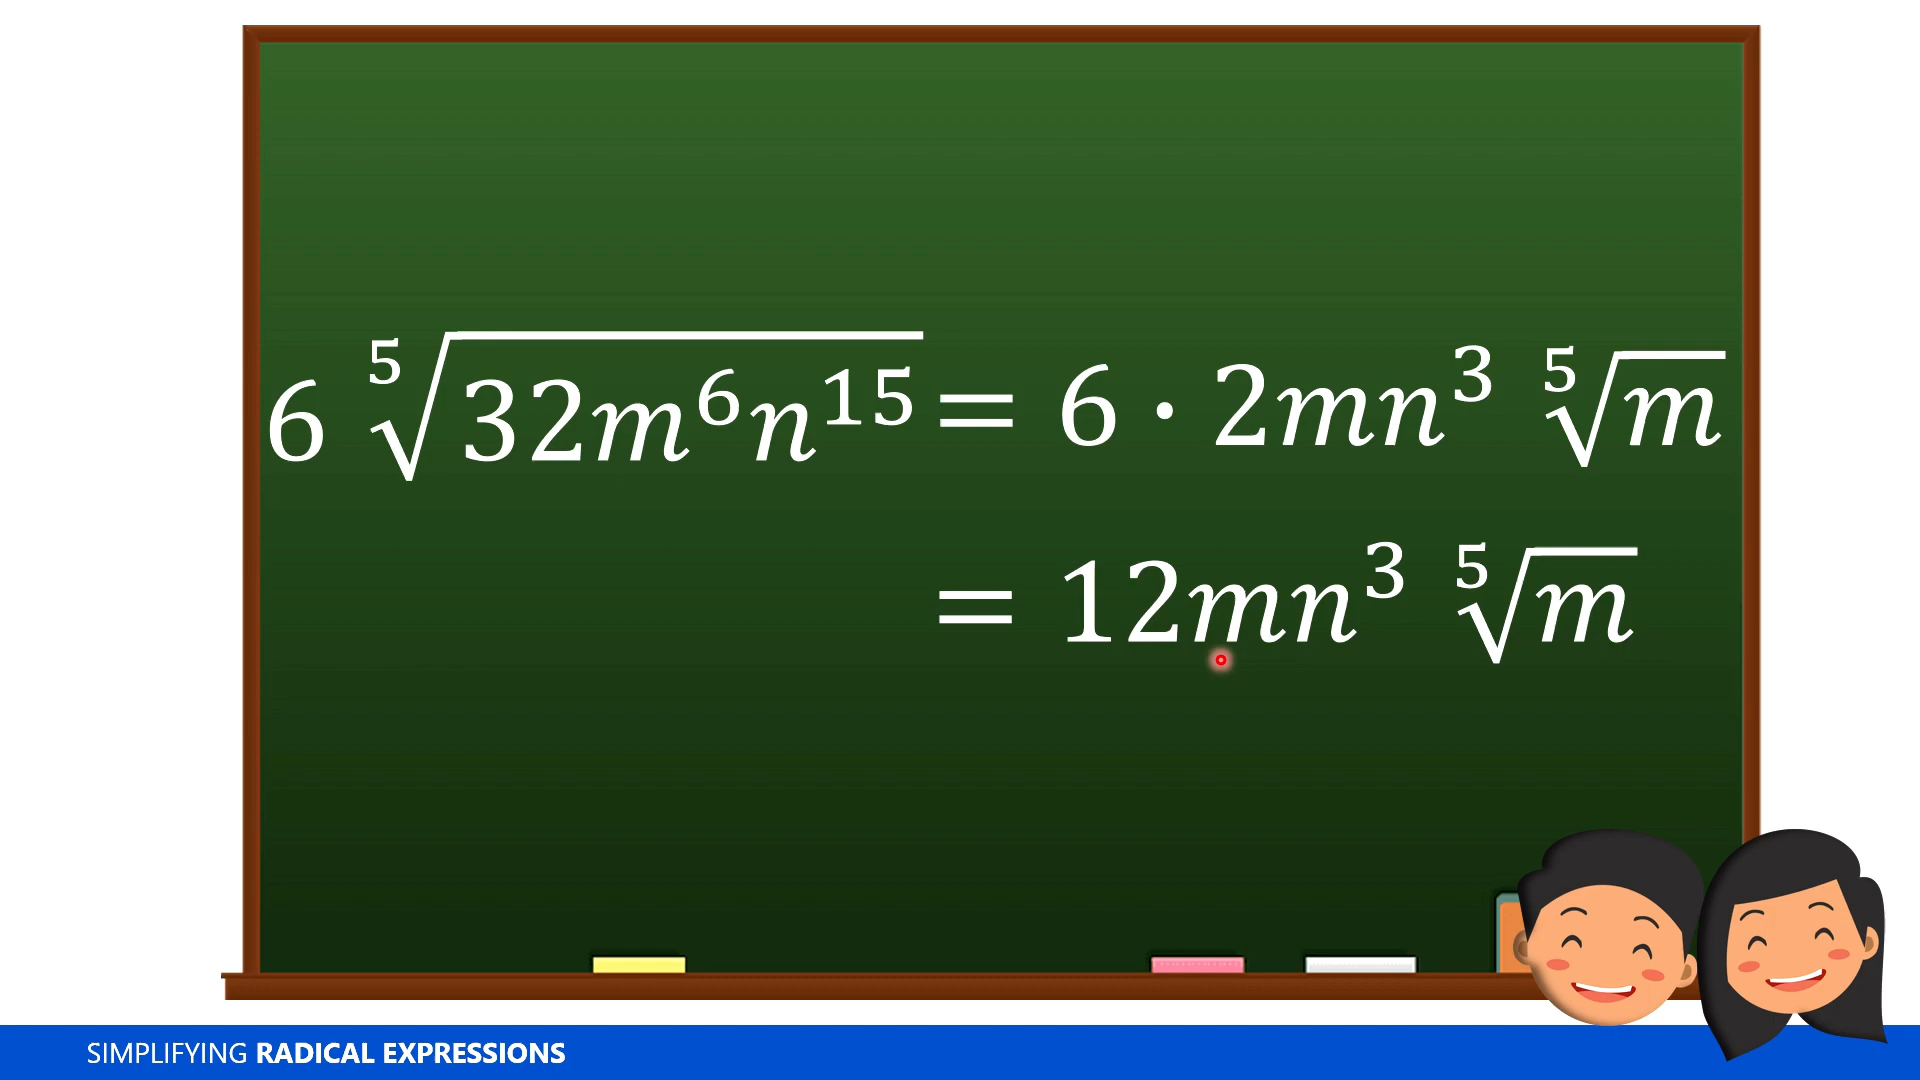 6 ⁵√32m⁶n¹⁵ = 6 · 2mn³ ⁵√m
= 12mn³ ⁵√m
SIMPLIFYING RADICAL EXPRESSIONS